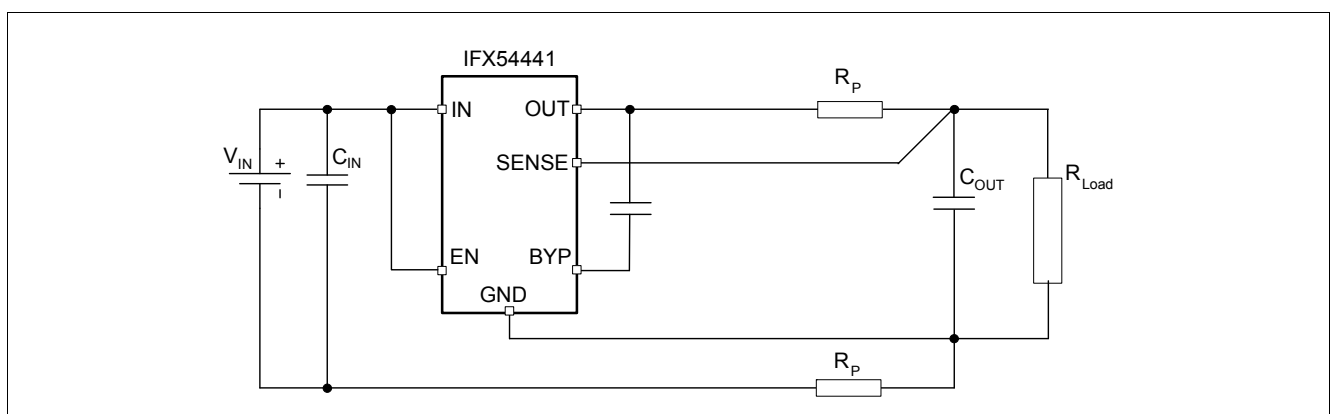 IFX54441
R_P
IN
OUT
V_IN
+
-
C_IN
SENSE
C_OUT
R_Load
EN
BYP
GND
R_P